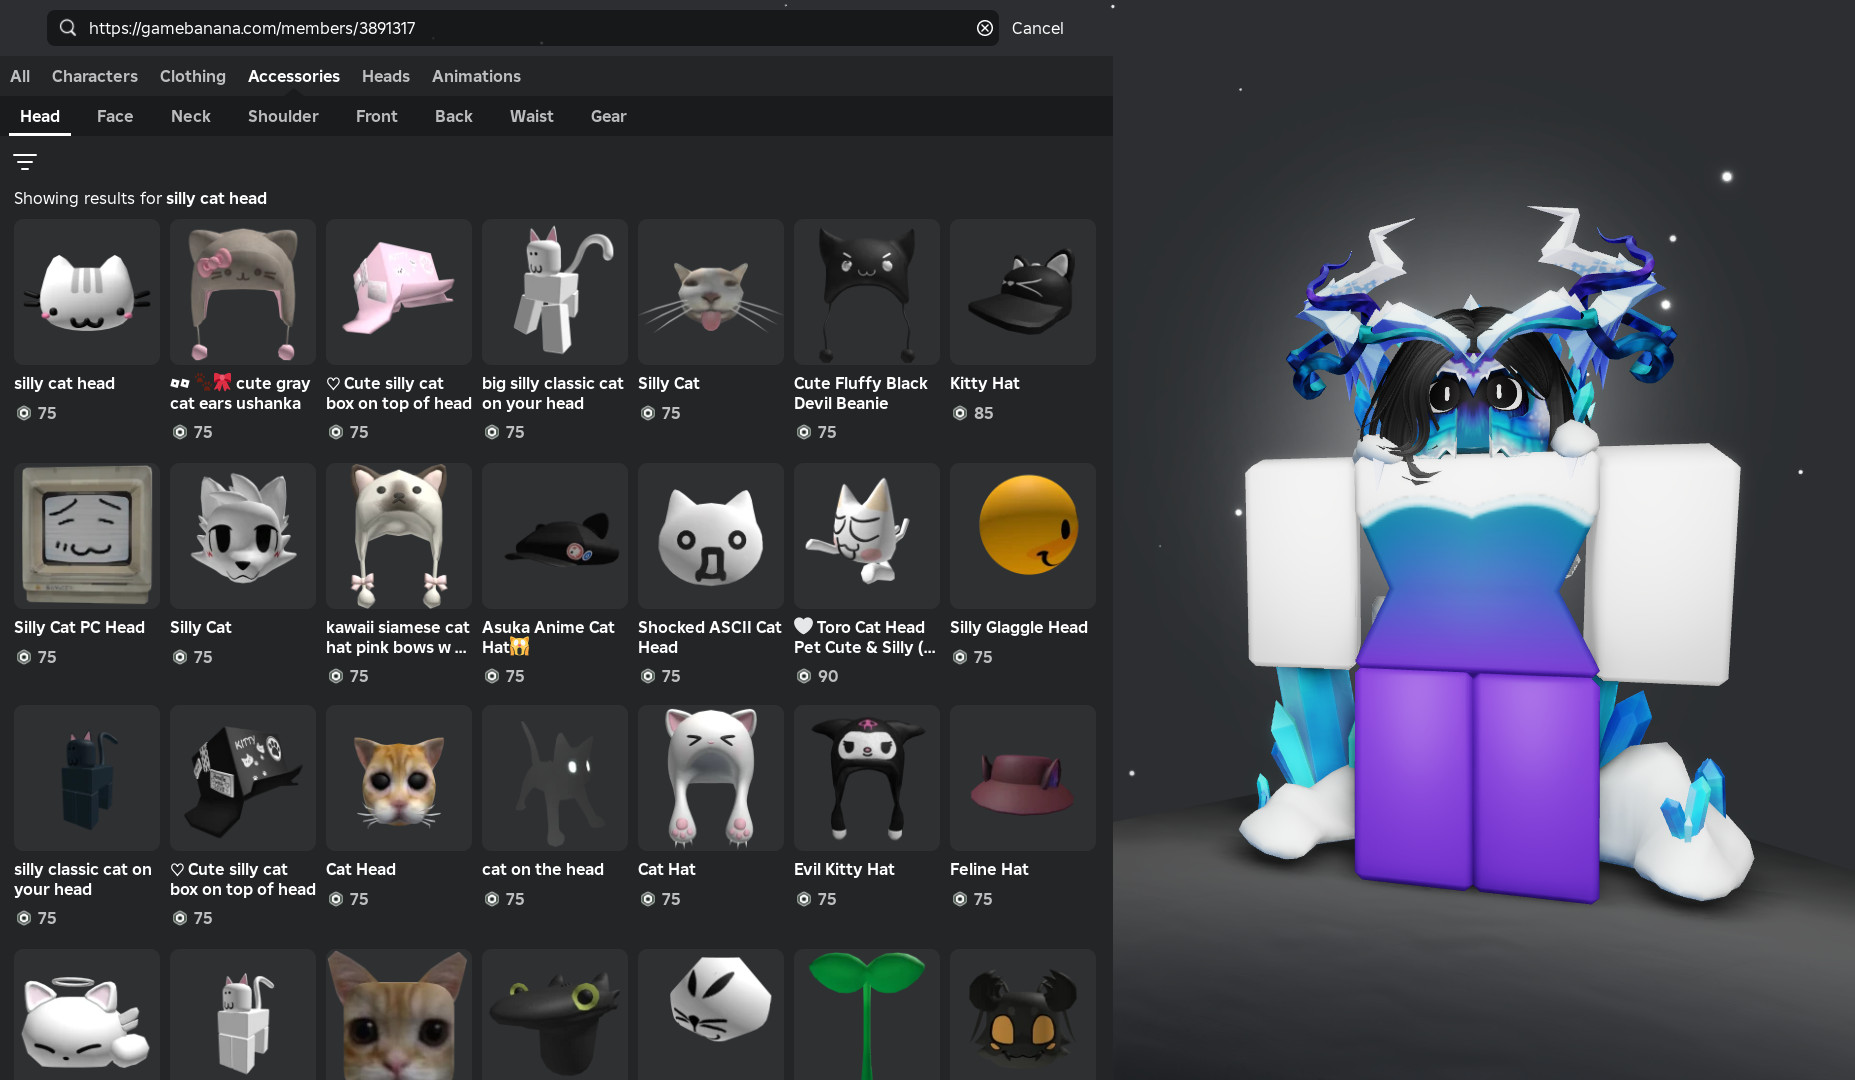 https://gamebanana.com/members/3891317
Cancel
All Characters Clothing Accessories Heads Animations
Head Face Neck Shoulder Front Back Waist Gear
Showing results for silly cat head
silly cat head
75
cute gray
cat ears ushanka
75
♡ Cute silly cat
box on top of head
75
big silly classic cat
on your head
75
Silly Cat
75
Cute Fluffy Black
Devil Beanie
75
Kitty Hat
85
Silly Cat PC Head
75
Silly Cat
75
kawaii siamese cat
hat pink bows w ...
75
Asuka Anime Cat
Hat😱
75
Shocked ASCII Cat
Head
75
🤍 Toro Cat Head
Pet Cute & Silly (...
90
Silly Glaggle Head
75
silly classic cat on
your head
75
KITTY
♡ Cute silly cat
box on top of head
75
Cat Head
75
cat on the head
75
Cat Hat
75
Evil Kitty Hat
75
Feline Hat
75